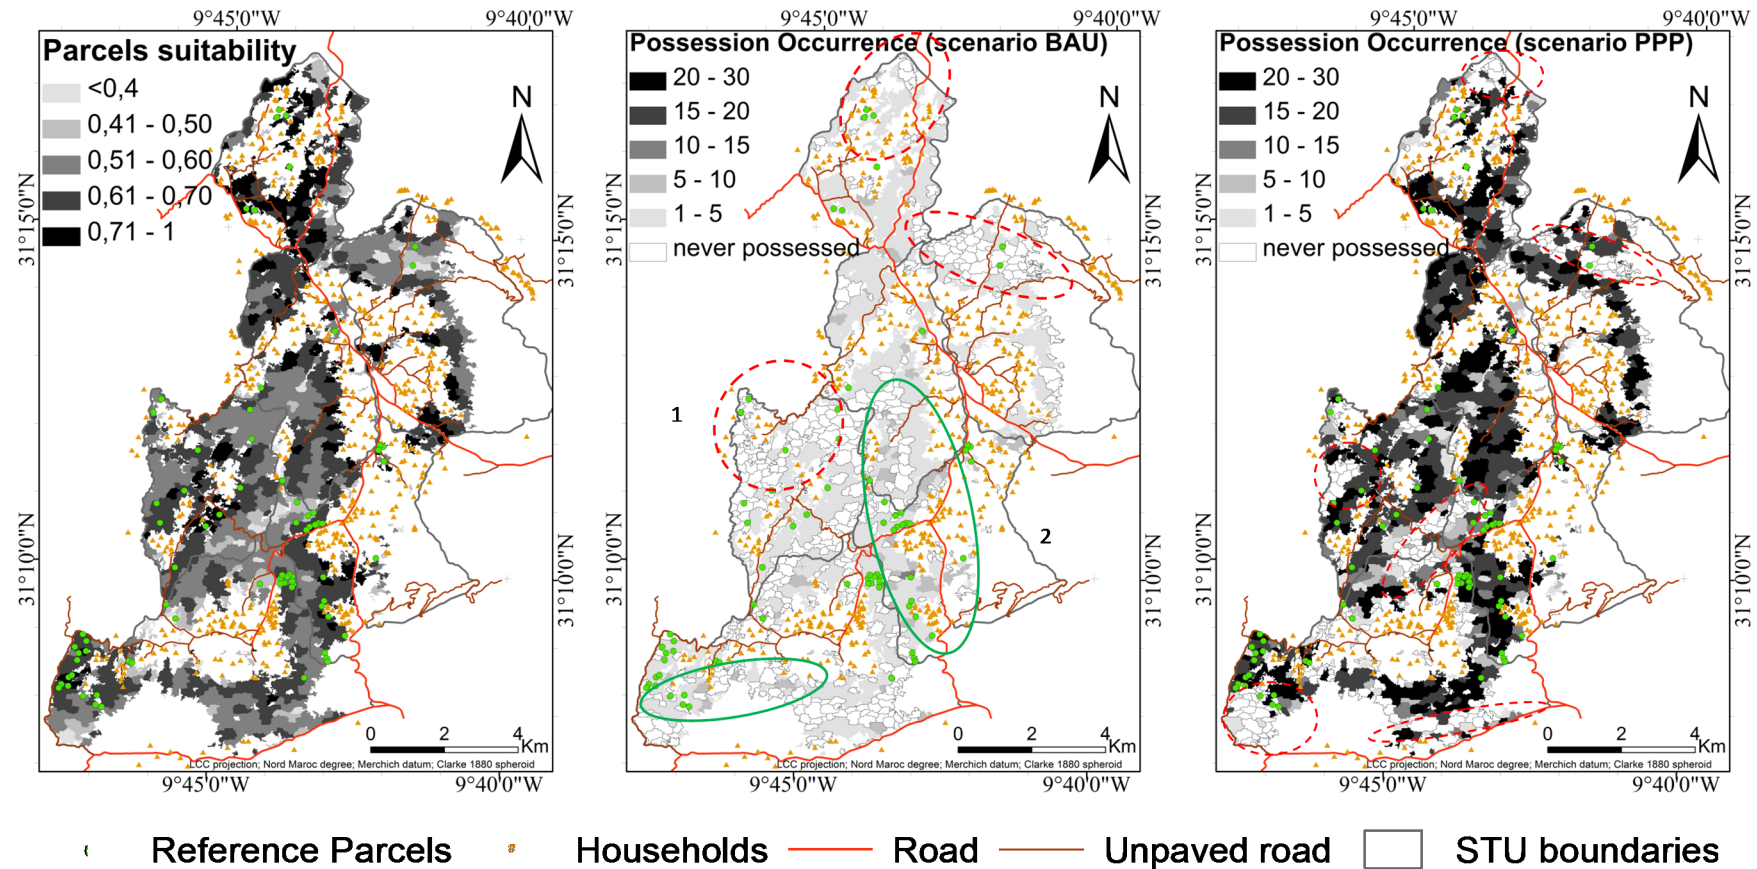 9°45'0"W 9°40'0"W 9°45'0"W 9°40'0"W 9°45'0"W 9°40'0"W
Parcels suitability
<0,4
0,41 - 0,50
0,51 - 0,60
0,61 - 0,70
0,71 - 1
N
31°15'0"N
31°15'0"N
31°10'0"N
31°10'0"N
0 2 4 Km
LCC projection; Nord Maroc degree; Merchich datum; Clarke 1880 spheroid
9°45'0"W 9°40'0"W
Possession Occurrence (scenario BAU)
20 - 30
15 - 20
10 - 15
5 - 10
1 - 5
never possessed
N
31°15'0"N
31°15'0"N
1
2
31°10'0"N
31°10'0"N
0 2 4 Km
LCC projection; Nord Maroc degree; Merchich datum; Clarke 1880 spheroid
9°45'0"W 9°40'0"W
Possession Occurrence (scenario PPP)
20 - 30
15 - 20
10 - 15
5 - 10
1 - 5
never possessed
N
31°15'0"N
31°10'0"N
0 2 4 Km
LCC projection; Nord Maroc degree; Merchich datum; Clarke 1880 spheroid
9°45'0"W 9°40'0"W
Reference Parcels Households Road Unpaved road STU boundaries